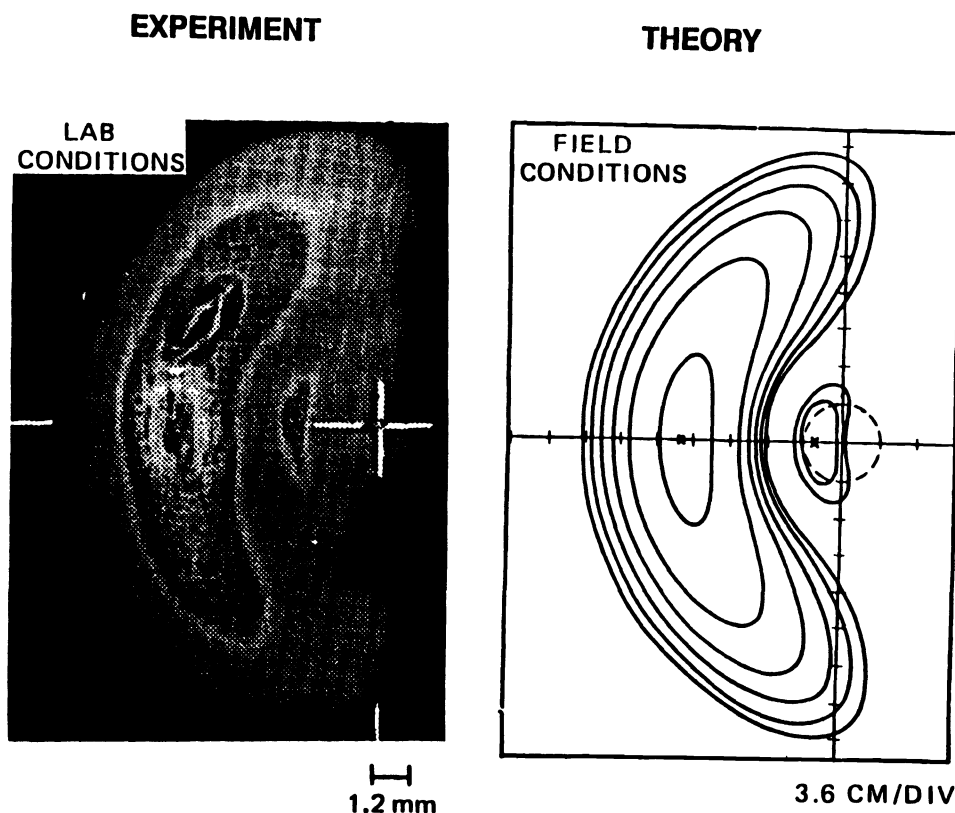 EXPERIMENT
THEORY
LAB
CONDITIONS
FIELD
CONDITIONS
1.2 mm
3.6 CM/DIV